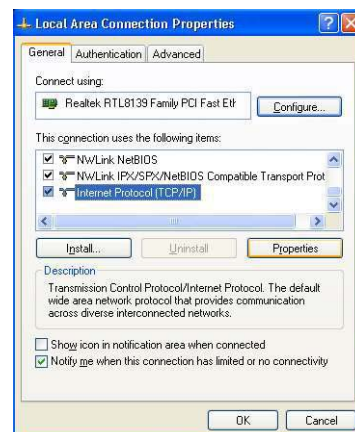 Local Area Connection Properties
General Authentication Advanced
Connect using:
Realtek RTL8139 Family PCI Fast Eth
Configure...
This connection uses the following items:
NWLink NetBIOS
NWLink IPX/SPX/NetBIOS Compatible Transport Prot
Internet Protocol (TCP/IP)
Install... Uninstall Properties
Description
Transmission Control Protocol/Internet Protocol. The default
wide area network protocol that provides communication
across diverse interconnected networks.
Show icon in notification area when connected
Notify me when this connection has limited or no connectivity
OK Cancel